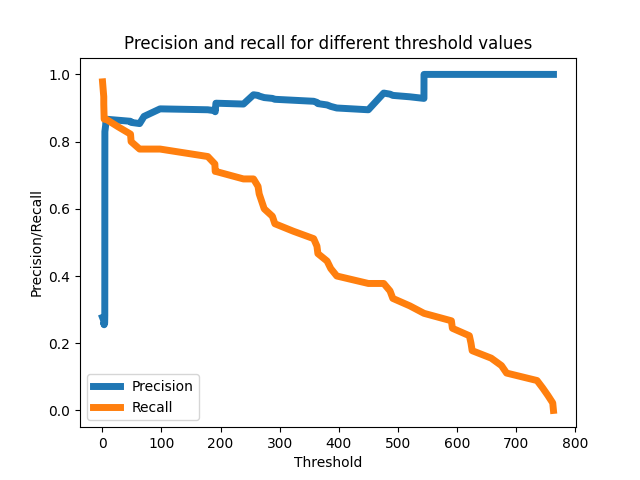 Precision and recall for different threshold values
1.0
0.8
0.6
0.4
0.2
0.0
Precision/Recall
Precision
Recall
0 100 200 300 400 500 600 700 800
Threshold